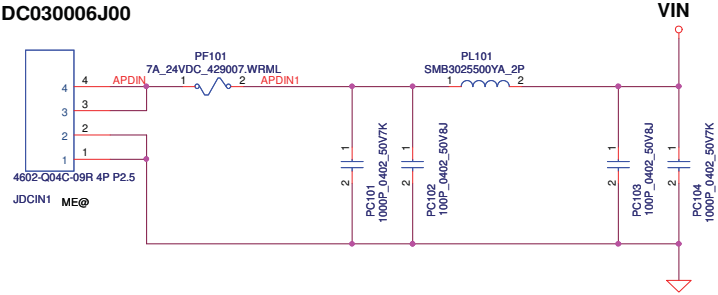 DC030006J00
VIN
PF101
7A_24VDC_429007.WRML
PL101
SMB3025500YA_2P
4
4
APDIN
1
2
APDIN1
1
2
3
3
2
2
1
1
4602-Q04C-09R 4P P2.5
JDCIN1
ME@
1
2
PC101
1000P_0402_50V7K
1
2
PC102
100P_0402_50V8J
1
2
PC103
100P_0402_50V8J
1
2
PC104
1000P_0402_50V7K